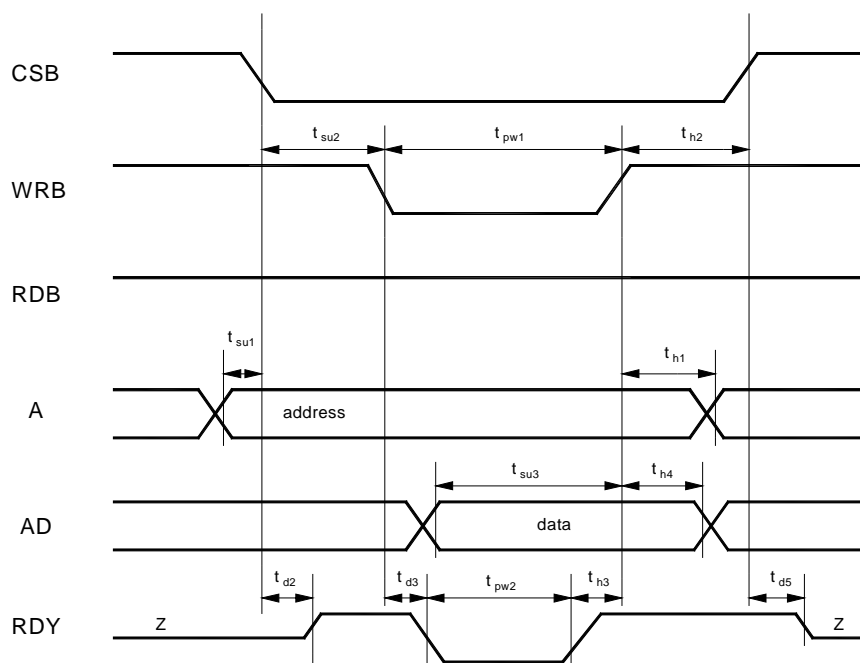 CSB
t su2 t pw1 t h2
WRB
RDB
t su1 t h1
A address
t su3 t h4
AD data
t d2 t d3 t pw2 t h3 t d5
RDY Z Z